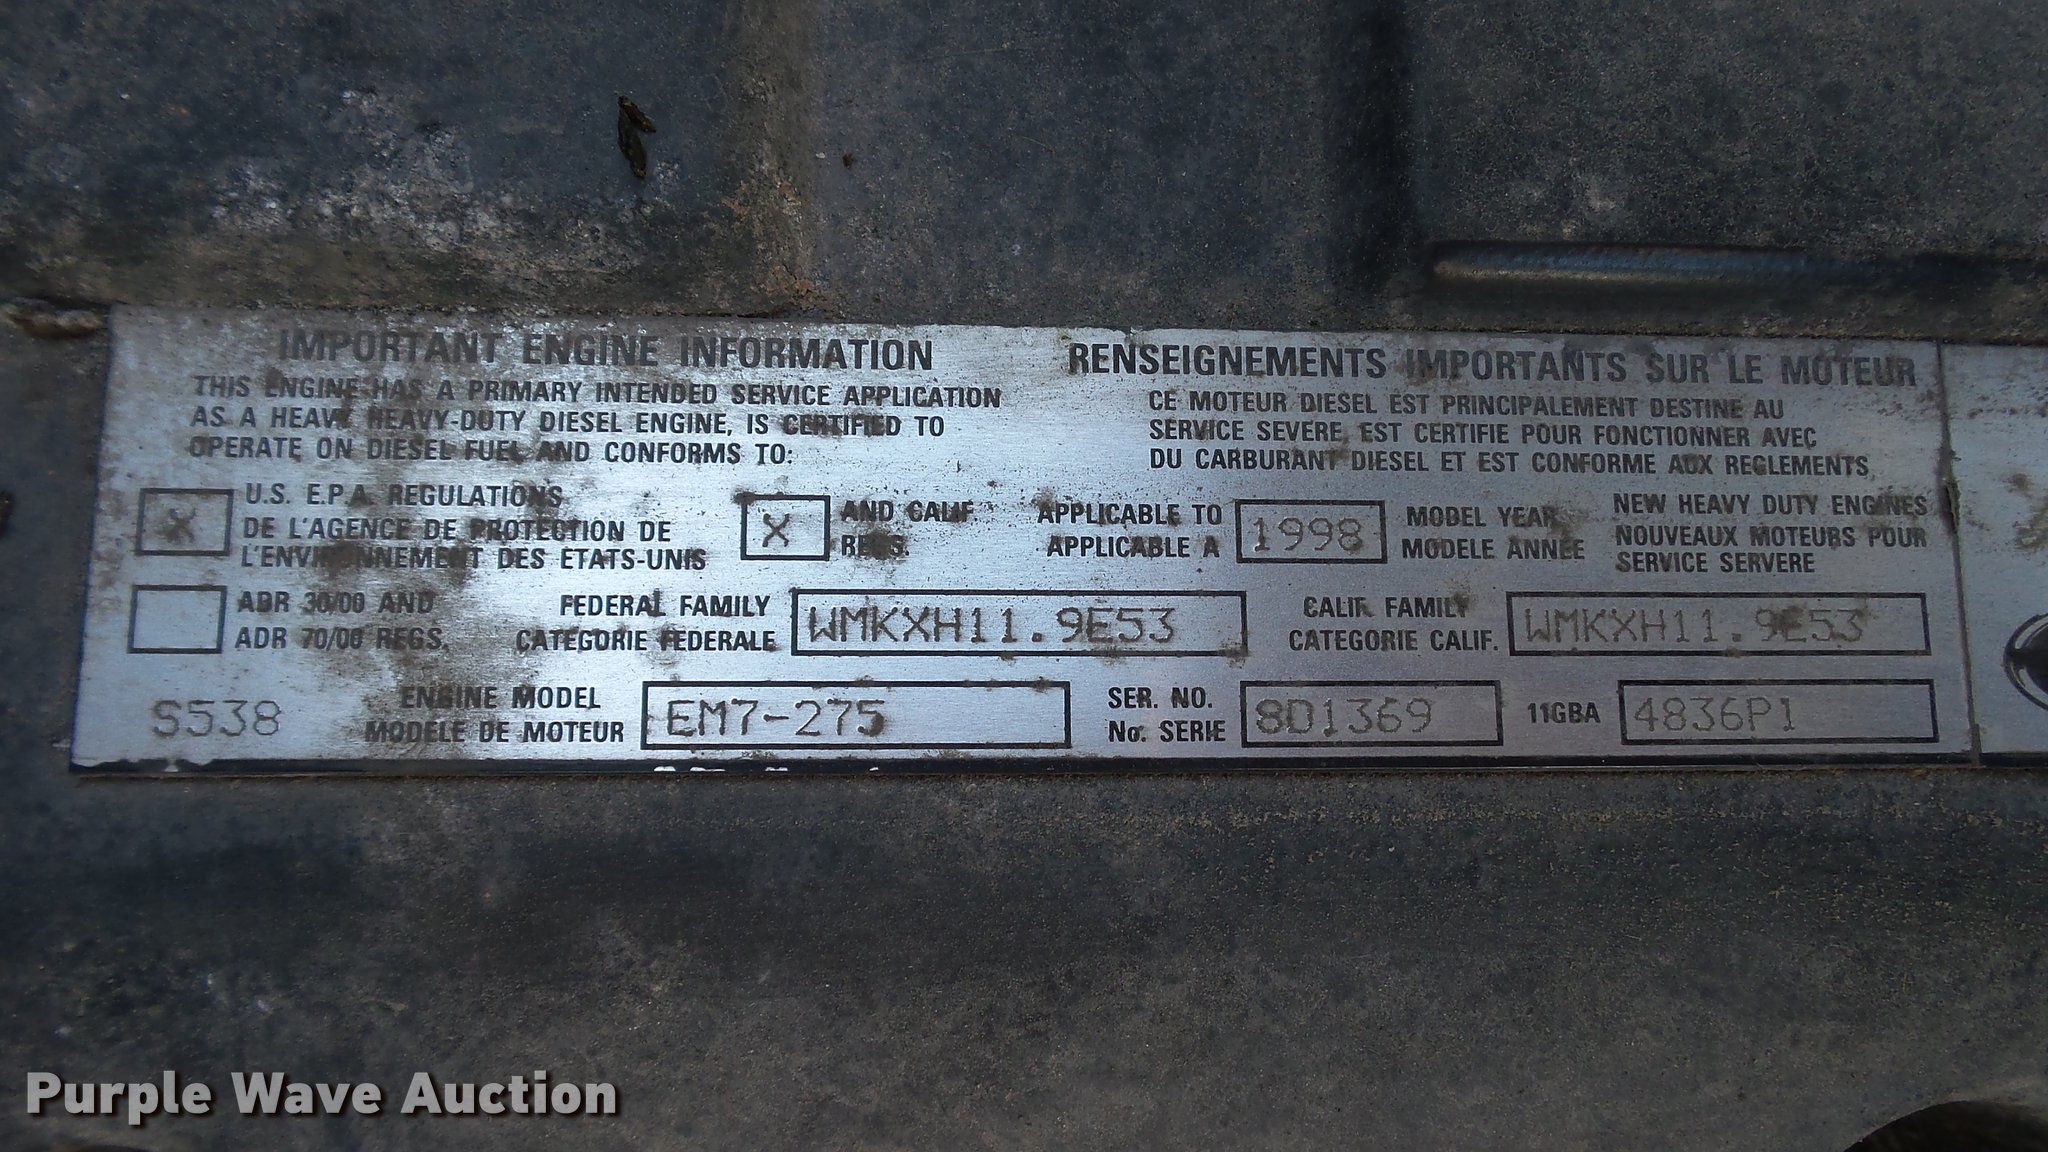 IMPORTANT ENGINE INFORMATION
THIS ENGINE HAS A PRIMARY INTENDED SERVICE APPLICATION
AS A HEAVY HEAVY-DUTY DIESEL ENGINE, IS CERTIFIED TO
OPERATE ON DIESEL FUEL AND CONFORMS TO:
RENSEIGNEMENTS IMPORTANTS SUR LE MOTEUR
CE MOTEUR DIESEL EST PRINCIPALEMENT DESTINE AU
SERVICE SEVERE, EST CERTIFIE POUR FONCTIONNER AVEC
DU CARBURANT DIESEL ET EST CONFORME AUX REGLEMENTS
X
U.S. E.P.A. REGULATIONS
DE L'AGENCE DE PROTECTION DE
L'ENVIRONNEMENT DES ETATS-UNIS
X
AND CALIF
REGS.
APPLICABLE TO
APPLICABLE A
1998
MODEL YEAR
MODELE ANNEE
NEW HEAVY DUTY ENGINES
NOUVEAUX MOTEURS POUR
SERVICE SERVERE
ADR 30/00 AND
ADR 70/00 REGS.
FEDERAL FAMILY
CATEGORIE FEDERALE
WMKXH11.9E53
CALIF. FAMILY
CATEGORIE CALIF.
WMKXH11.9E53
S538
ENGINE MODEL
MODELE DE MOTEUR
EM7-275
SER. NO.
No. SERIE
8D1369
11GBA
4836P1
Purple Wave Auction